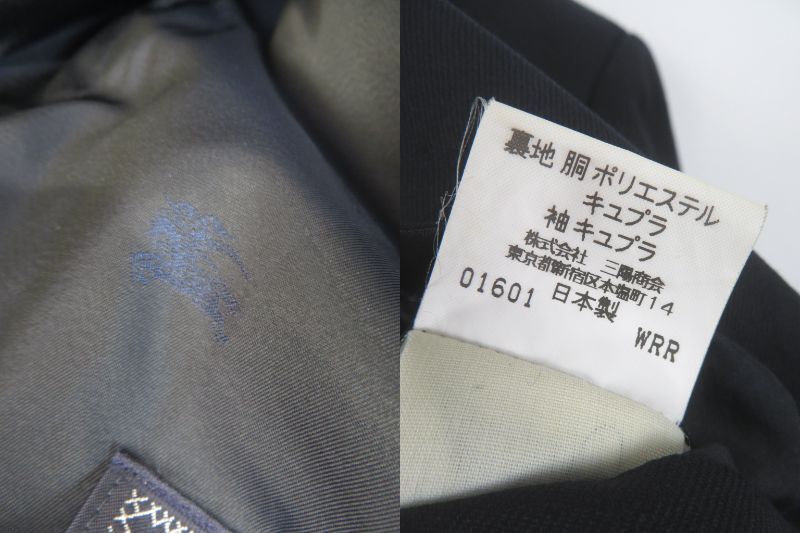 裏地 胴 ポリエステル
キュプラ
袖 キュプラ
株式会社 三陽商会
東京都新宿区本塩町14
01601 日本製 WRR